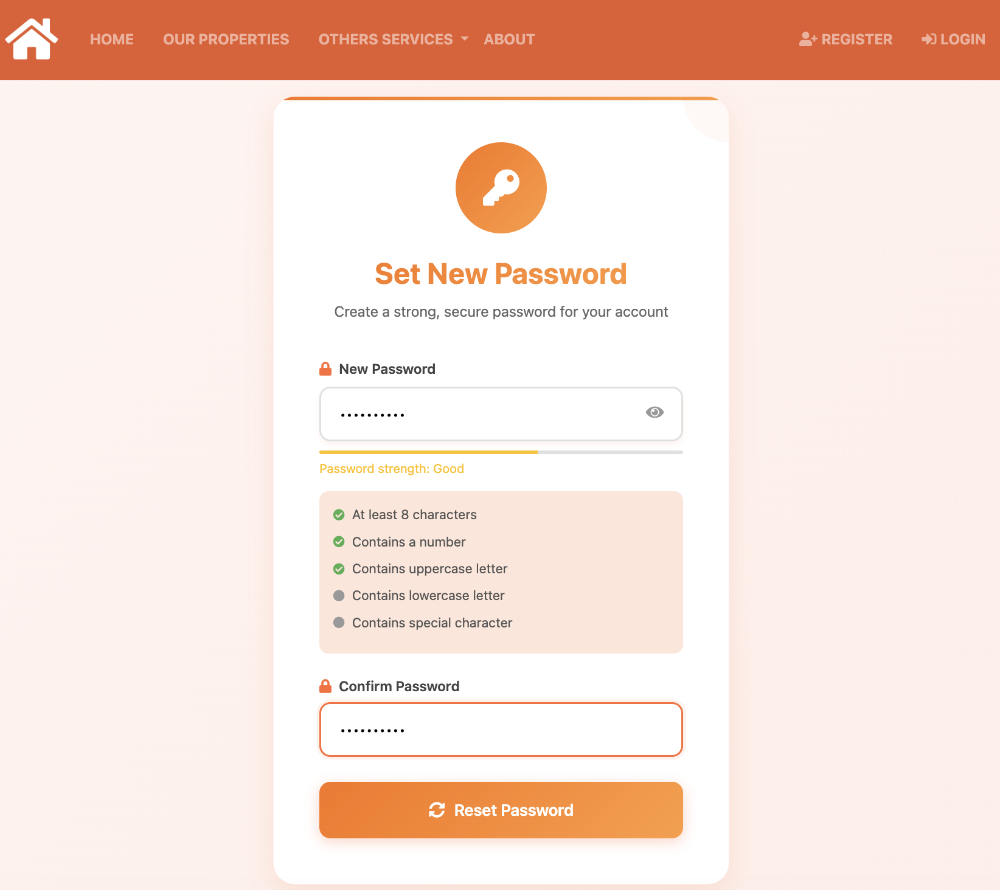 HOME OUR PROPERTIES OTHERS SERVICES ABOUT REGISTER LOGIN
Set New Password
Create a strong, secure password for your account
New Password
..........
Password strength: Good
At least 8 characters
Contains a number
Contains uppercase letter
Contains lowercase letter
Contains special character
Confirm Password
..........
Reset Password